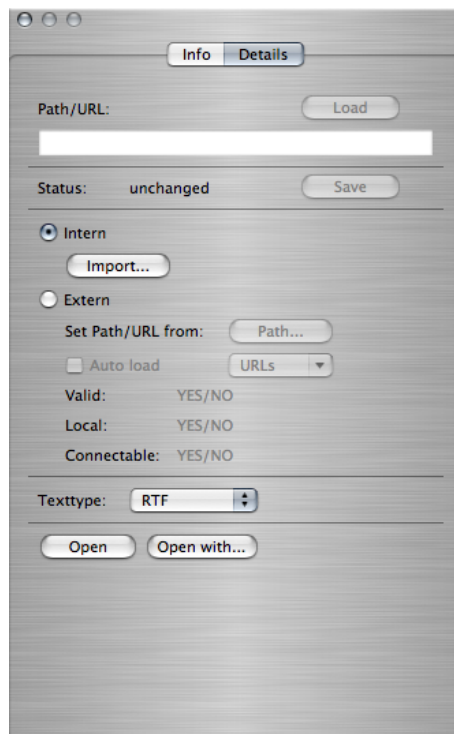 Info Details
Path/URL: Load
Status: unchanged Save
Intern
Import...
Extern
Set Path/URL from: Path...
Auto load URLs
Valid: YES/NO
Local: YES/NO
Connectable: YES/NO
Texttype: RTF
Open Open with...